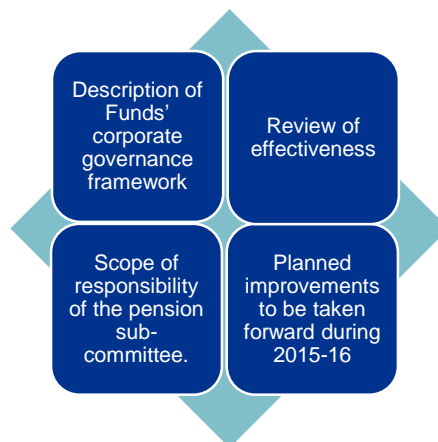 Description of
Funds'
corporate
governance
framework
Review of
effectiveness
Scope of
responsibility
of the pension
sub-
committee.
Planned
improvements
to be taken
forward during
2015-16